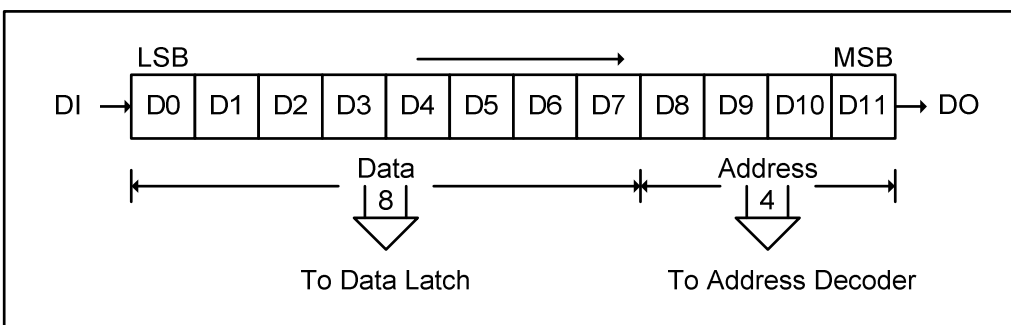 LSB MSB
DI D0 D1 D2 D3 D4 D5 D6 D7 D8 D9 D10 D11 DO
Data Address
8 4
To Data Latch To Address Decoder